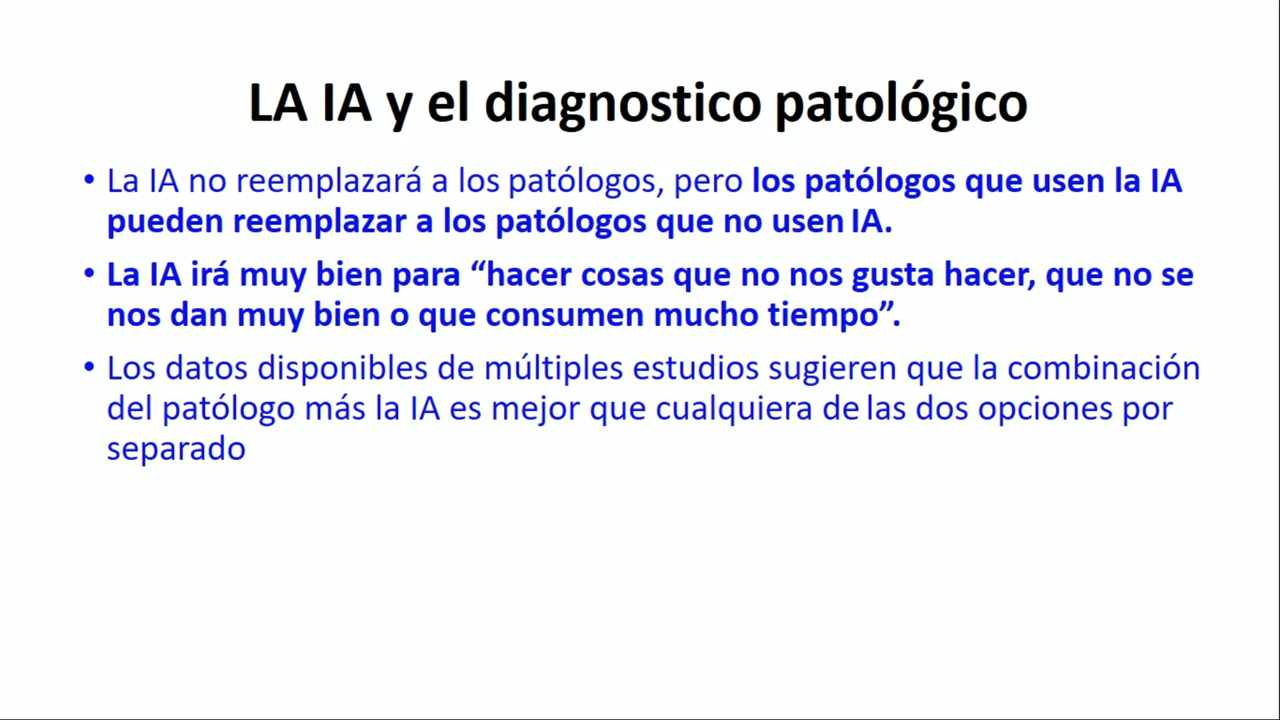 LA IA y el diagnostico patológico
• La IA no reemplazará a los patólogos, pero los patólogos que usen la IA
pueden reemplazar a los patólogos que no usen IA.
• La IA irá muy bien para “hacer cosas que no nos gusta hacer, que no se
nos dan muy bien o que consumen mucho tiempo”.
• Los datos disponibles de múltiples estudios sugieren que la combinación
del patólogo más la IA es mejor que cualquiera de las dos opciones por
separado